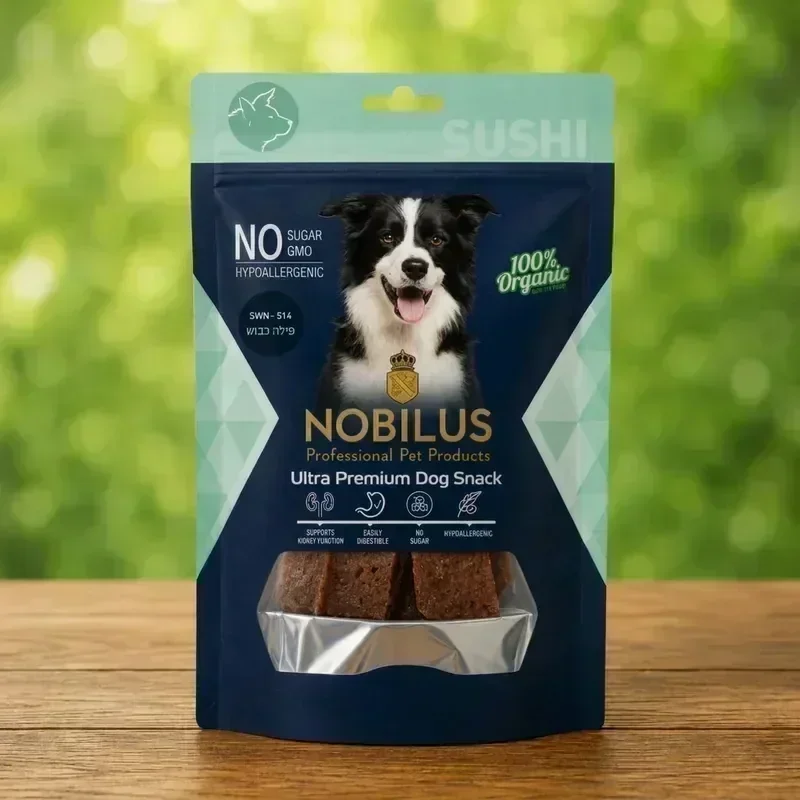 SUSHI
NO SUGAR
GMO
HYPOALLERGENIC
100%
Organic
SWN-514
פילה כבוש
NOBILUS
Professional Pet Products
Ultra Premium Dog Snack
SUPPORTS
KIDNEY FUNCTION
EASILY
DIGESTIBLE
NO
SUGAR
HYPOALLERGENIC